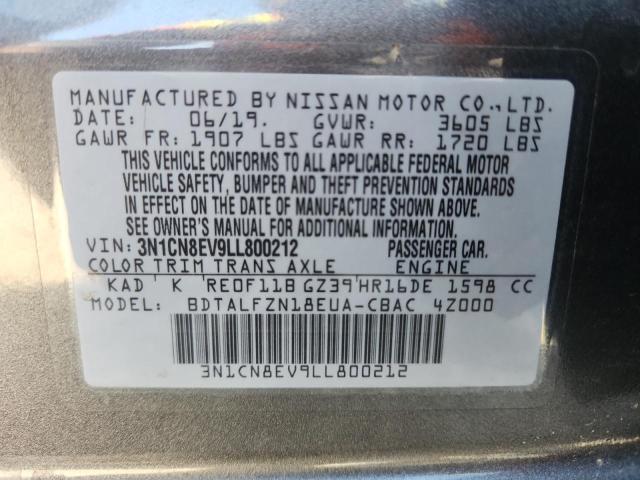 MANUFACTURED BY NISSAN MOTOR CO., LTD.
DATE: 06/19. GVWR: 3605 LBS
GAWR FR: 1907 LBS GAWR RR: 1720 LBS
THIS VEHICLE CONFORMS TO ALL APPLICABLE FEDERAL MOTOR
VEHICLE SAFETY, BUMPER AND THEFT PREVENTION STANDARDS
IN EFFECT ON THE DATE OF MANUFACTURE SHOWN ABOVE.
SEE OWNER'S MANUAL FOR ADDITIONAL INFORMATION.
VIN: 3N1CN8EV9LL800212 PASSENGER CAR.
COLOR TRIM TRANS AXLE ENGINE
KAD K RE0F11B GZ39 HR16DE 1598 CC
MODEL: BDTALFZN18EUA-CBAC 4Z000
3N1CN8EV9LL800212